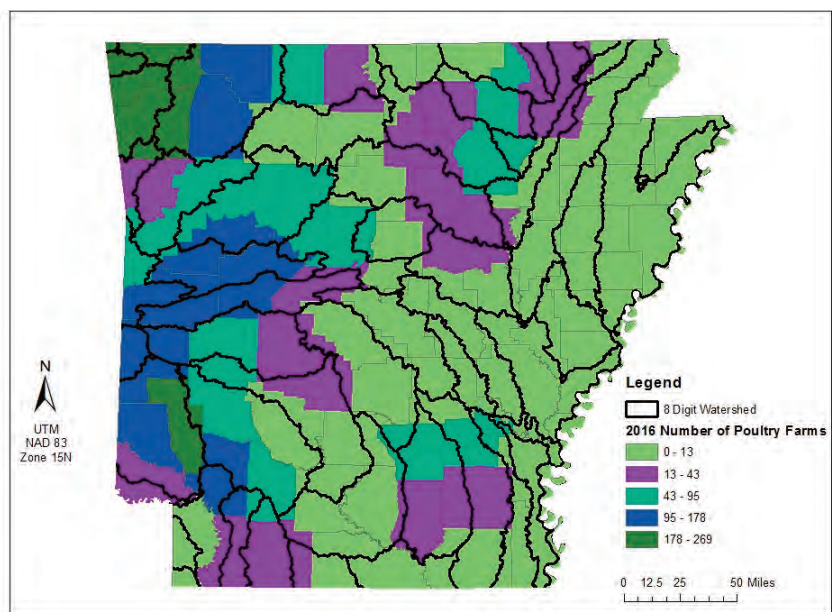 N
UTM
NAD 83
Zone 15N
Legend
8 Digit Watershed
2016 Number of Poultry Farms
0 - 13
13 - 43
43 - 95
95 - 178
178 - 269
0 12.5 25 50 Miles